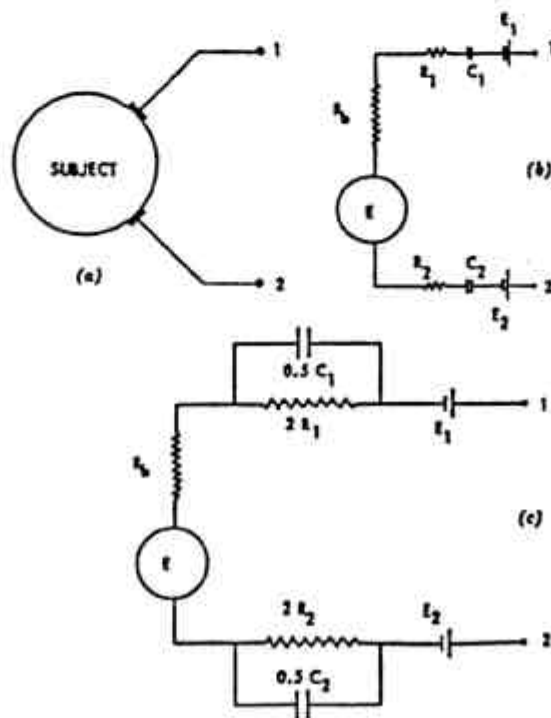 1
SUBJECT
(a)
2
E1
R1 C1
1
Rb
(b)
E
R2 C2
2
E2
0.5 C1
1
2 R1
E1
Rb
(c)
E
2 R2
E2
2
0.5 C2